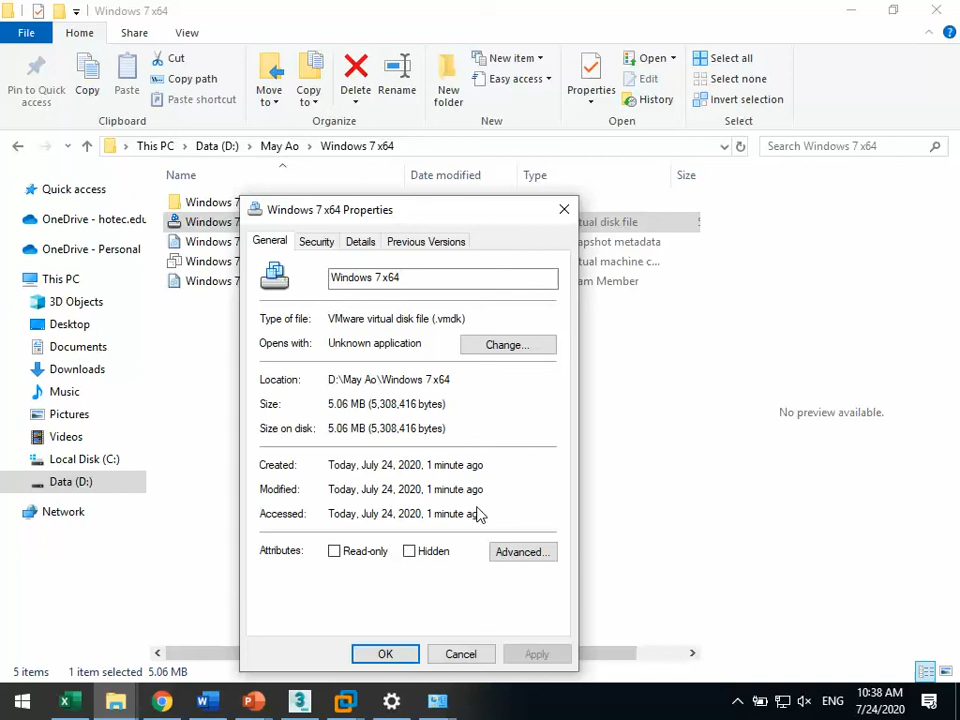 Windows 7 x64
File Home Share View
Pin to Quick access
Copy
Paste
Cut
Copy path
Paste shortcut
Clipboard
Move to
Copy to
Delete
Rename
Organize
New folder
New item
Easy access
New
Properties
Open
Edit
History
Open
Select all
Select none
Invert selection
Select
This PC > Data (D:) > May Ao > Windows 7 x64
Search Windows 7 x64
Name Date modified Type Size
Quick access
OneDrive - hotec.edu
OneDrive - Personal
This PC
3D Objects
Desktop
Documents
Downloads
Music
Pictures
Videos
Local Disk (C:)
Data (D:)
Network
Windows 7
Windows 7
Windows 7
Windows 7
Windows 7
tual disk file
apshot metadata
tual machine c...
am Member
Windows 7 x64 Properties
General Security Details Previous Versions
Windows 7 x64
Type of file: VMware virtual disk file (.vmdk)
Opens with: Unknown application Change...
Location: D:\May Ao\Windows 7 x64
Size: 5.06 MB (5,308,416 bytes)
Size on disk: 5.06 MB (5,308,416 bytes)
Created: Today, July 24, 2020, 1 minute ago
Modified: Today, July 24, 2020, 1 minute ago
Accessed: Today, July 24, 2020, 1 minute ago
Attributes: Read-only Hidden Advanced...
OK Cancel Apply
No preview available.
5 items 1 item selected 5.06 MB
ENG
10:38 AM
7/24/2020